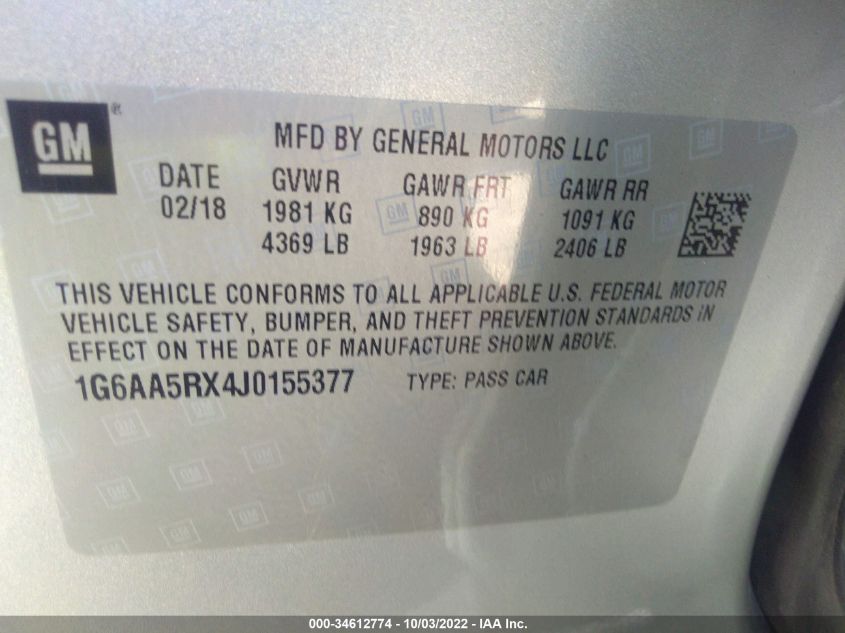 GM ®
MFD BY GENERAL MOTORS LLC
DATE GVWR GAWR FRT GAWR RR
02/18 1981 KG 890 KG 1091 KG
4369 LB 1963 LB 2406 LB
THIS VEHICLE CONFORMS TO ALL APPLICABLE U.S. FEDERAL MOTOR
VEHICLE SAFETY, BUMPER, AND THEFT PREVENTION STANDARDS IN
EFFECT ON THE DATE OF MANUFACTURE SHOWN ABOVE.
1G6AA5RX4J0155377 TYPE: PASS CAR
000-34612774 - 10/03/2022 - IAA Inc.